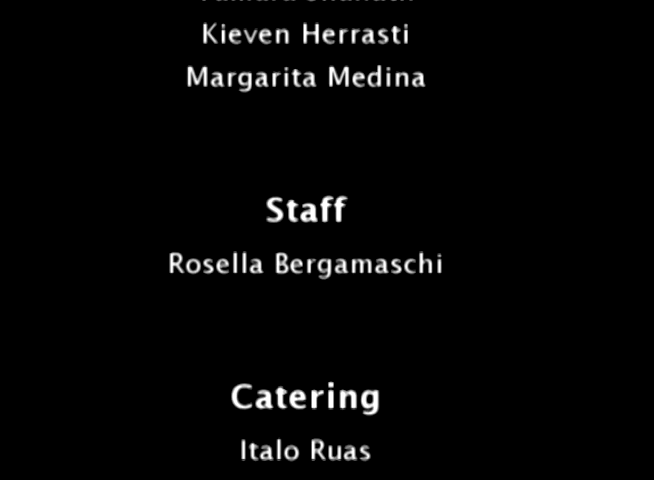 Kieven Herrasti
Margarita Medina
Staff
Rosella Bergamaschi
Catering
Italo Ruas